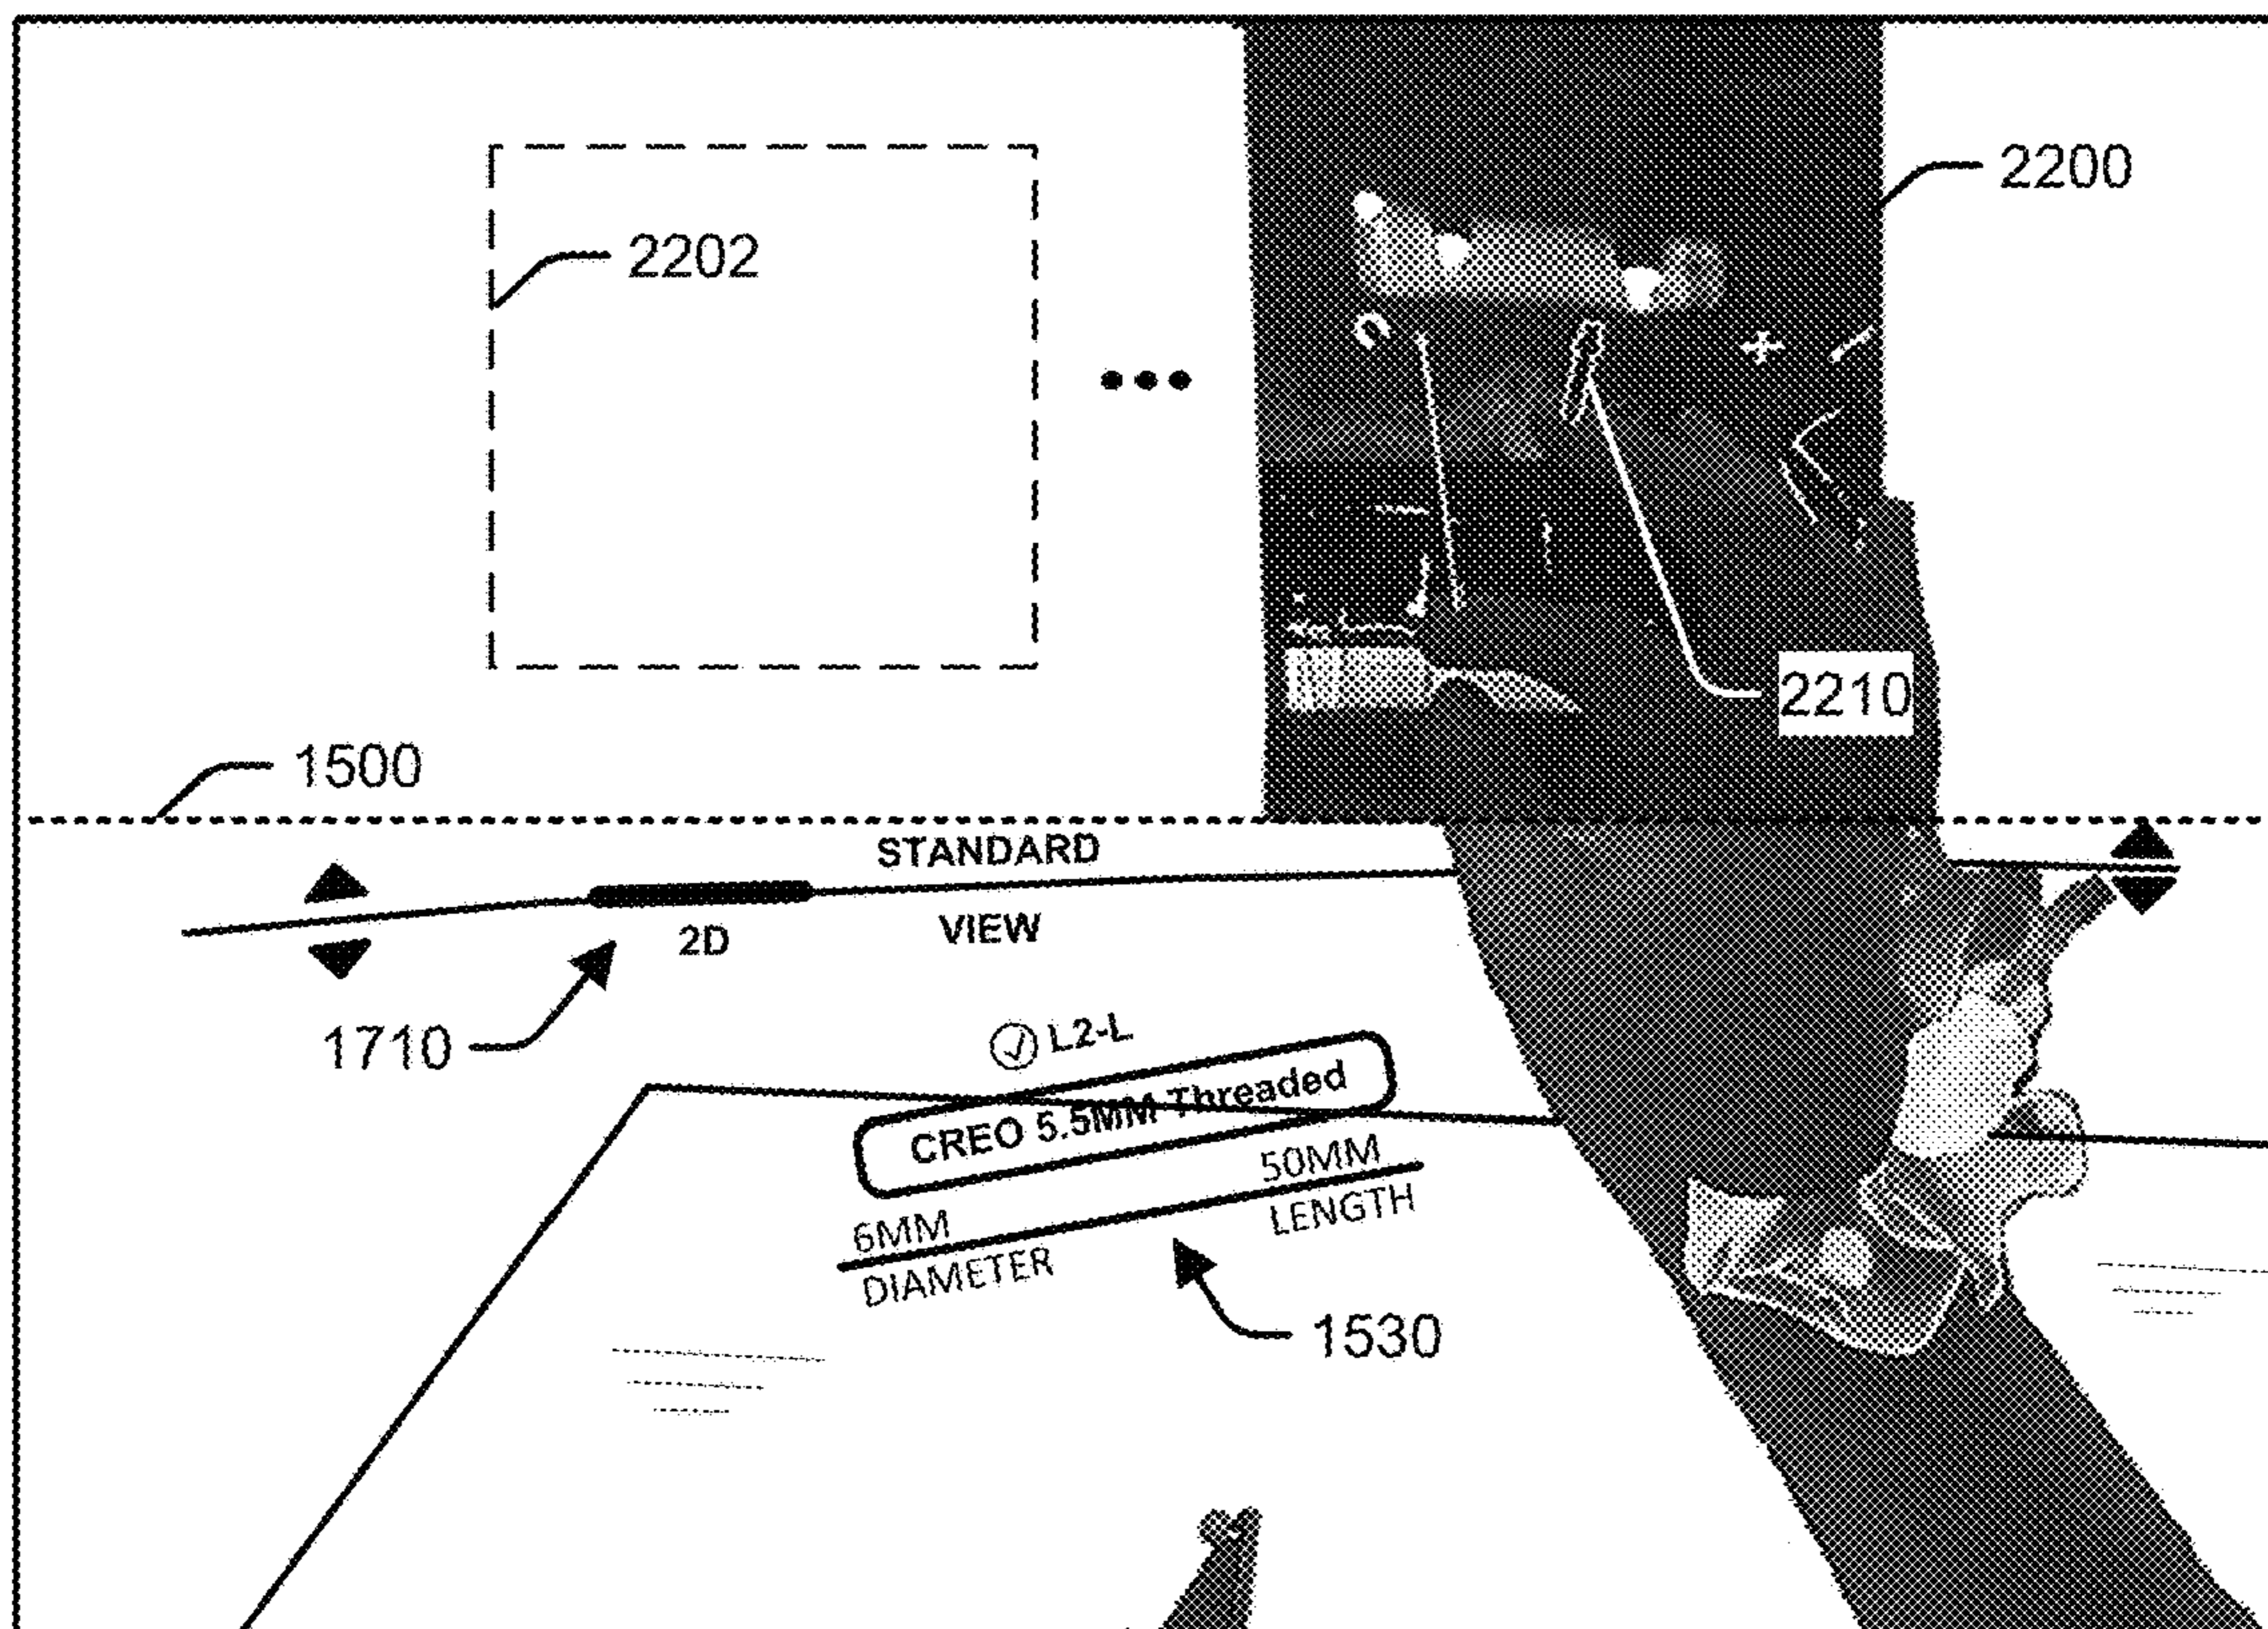 2200
2202
2210
1500
STANDARD
2D VIEW
1710
L2-L
CREO 5.5MM Threaded
6MM 50MM
DIAMETER LENGTH
1530